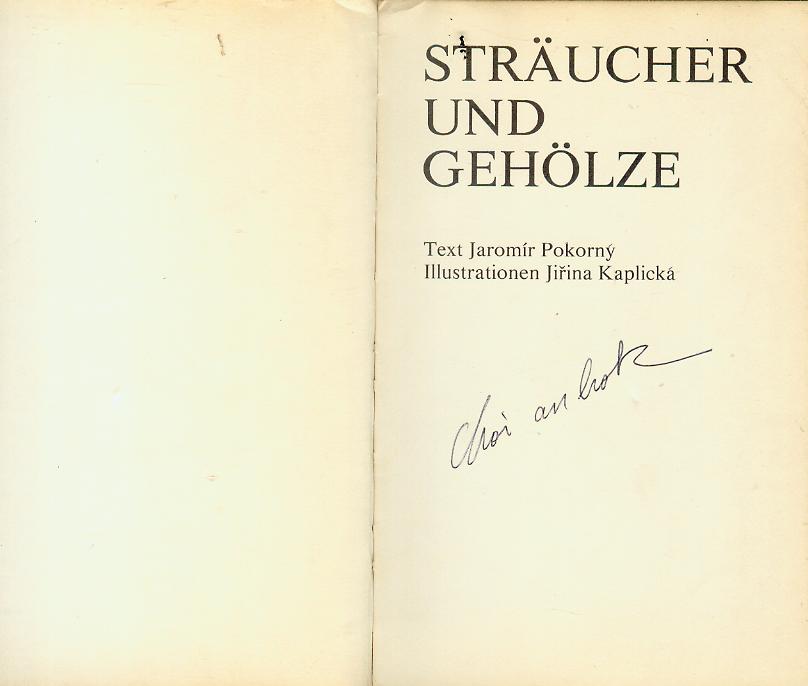 STRÄUCHER
UND
GEHÖLZE
Text Jaromír Pokorný
Illustrationen Jiřina Kaplická